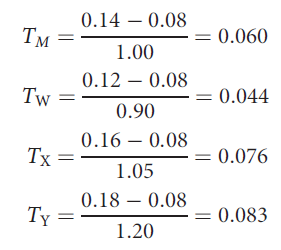 T_M = (0.14 − 0.08) / 1.00 = 0.060
T_W = (0.12 − 0.08) / 0.90 = 0.044
T_X = (0.16 − 0.08) / 1.05 = 0.076
T_Y = (0.18 − 0.08) / 1.20 = 0.083